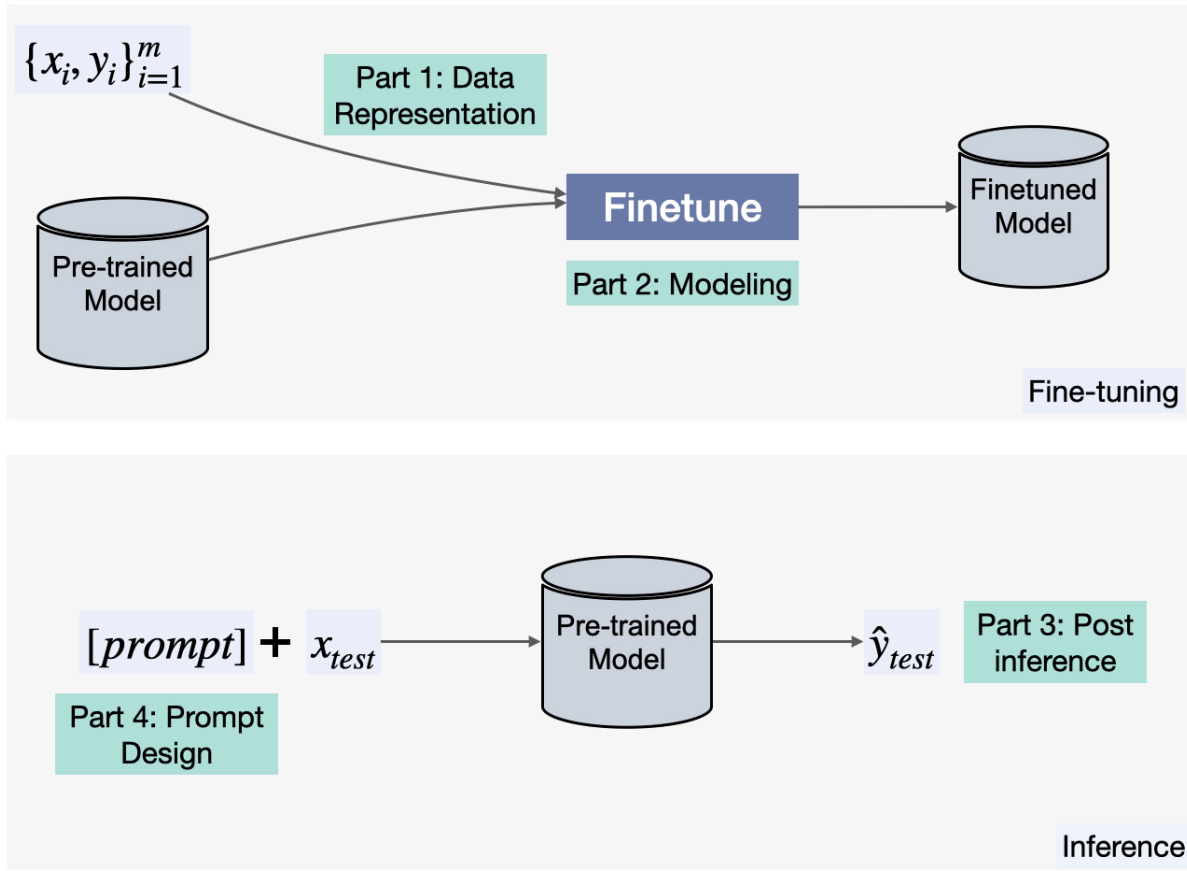 {x_i, y_i}_{i=1}^m
Part 1: Data
Representation
Pre-trained
Model
Finetune
Part 2: Modeling
Finetuned
Model
Fine-tuning
[prompt] + x_test
Part 4: Prompt
Design
Pre-trained
Model
ŷ_test
Part 3: Post
inference
Inference